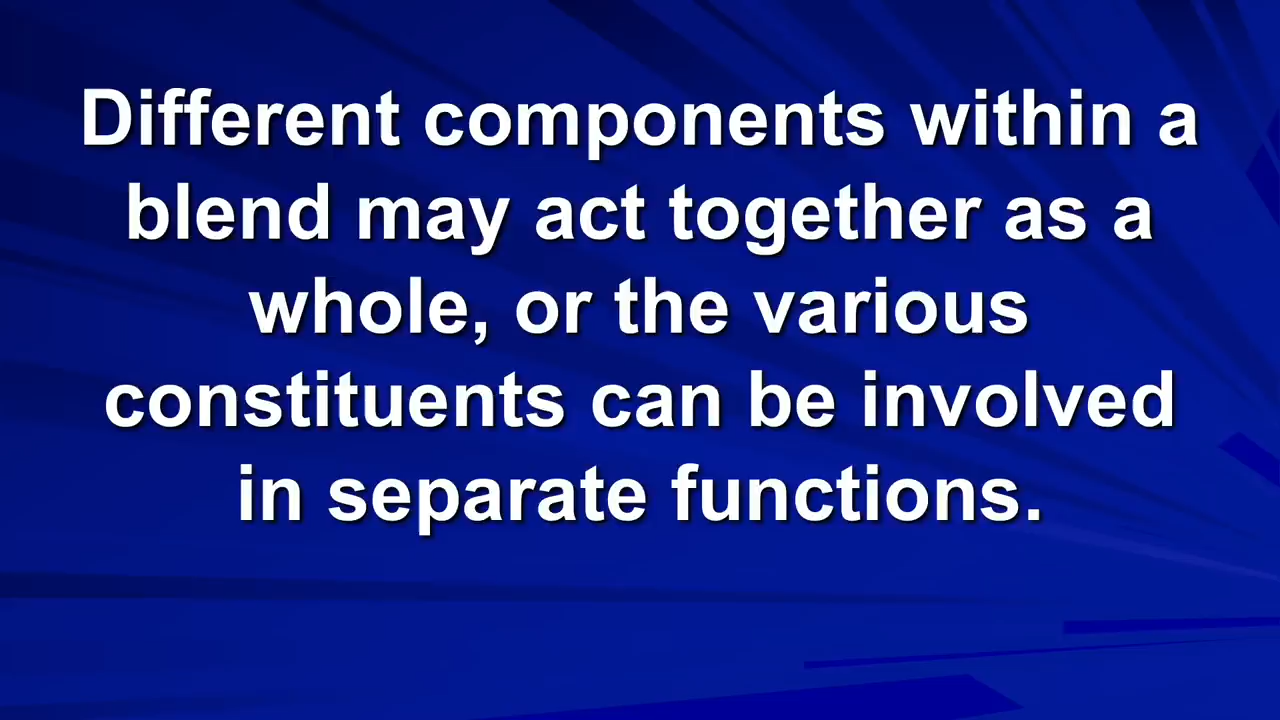 Different components within a
blend may act together as a
whole, or the various
constituents can be involved
in separate functions.